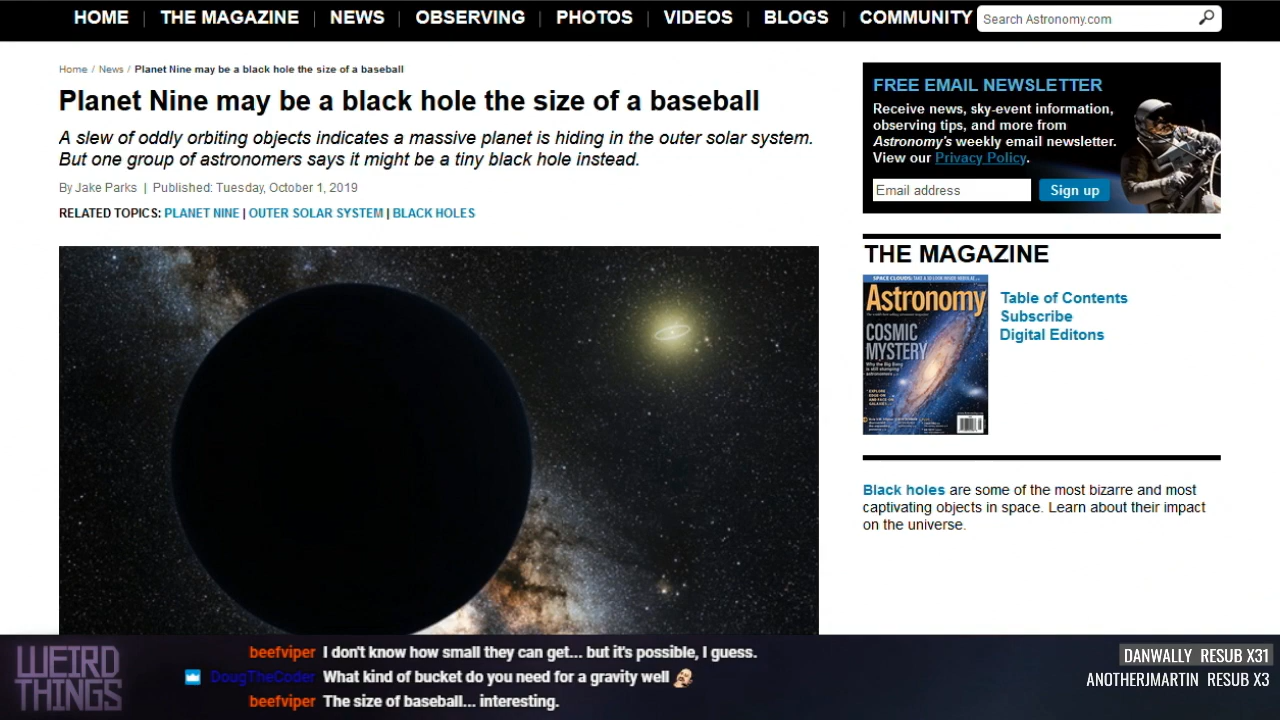 HOME THE MAGAZINE NEWS OBSERVING PHOTOS VIDEOS BLOGS COMMUNITY
Search Astronomy.com
Home / News / Planet Nine may be a black hole the size of a baseball
Planet Nine may be a black hole the size of a baseball
A slew of oddly orbiting objects indicates a massive planet is hiding in the outer solar system.
But one group of astronomers says it might be a tiny black hole instead.
By Jake Parks | Published: Tuesday, October 1, 2019
RELATED TOPICS: PLANET NINE | OUTER SOLAR SYSTEM | BLACK HOLES
FREE EMAIL NEWSLETTER
Receive news, sky-event information,
observing tips, and more from
Astronomy's weekly email newsletter.
View our Privacy Policy.
Email address
Sign up
THE MAGAZINE
Astronomy
COSMIC
MYSTERY
Table of Contents
Subscribe
Digital Editons
Black holes are some of the most bizarre and most
captivating objects in space. Learn about their impact
on the universe.
WEIRD
THINGS
beefviper I don't know how small they can get... but it's possible, I guess.
DougTheCoder What kind of bucket do you need for a gravity well
beefviper The size of baseball... interesting.
DANWALLY RESUB X31
ANOTHERJMARTIN RESUB X3